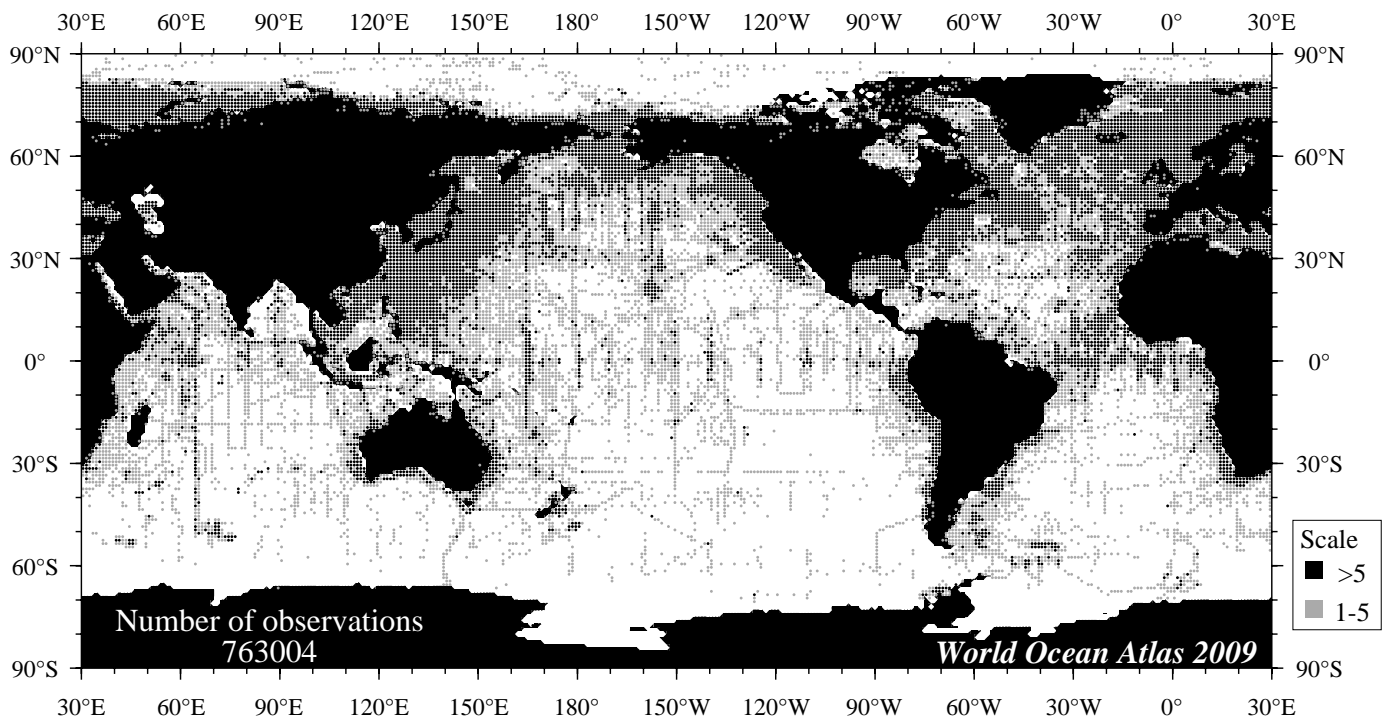 30°E 60°E 90°E 120°E 150°E 180° 150°W 120°W 90°W 60°W 30°W 0° 30°E
90°N 90°N
60°N 60°N
30°N 30°N
0° 0°
30°S 30°S
Scale
60°S >5 60°S
1-5
Number of observations
763004
World Ocean Atlas 2009
90°S 90°S
30°E 60°E 90°E 120°E 150°E 180° 150°W 120°W 90°W 60°W 30°W 0° 30°E